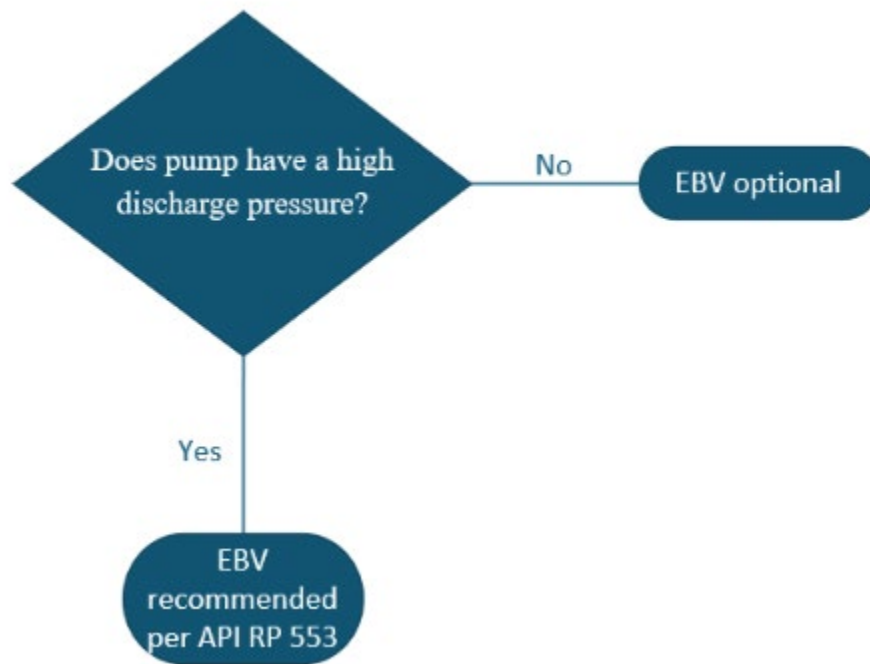 Does pump have a high
discharge pressure?
No
EBV optional
Yes
EBV
recommended
per API RP 553